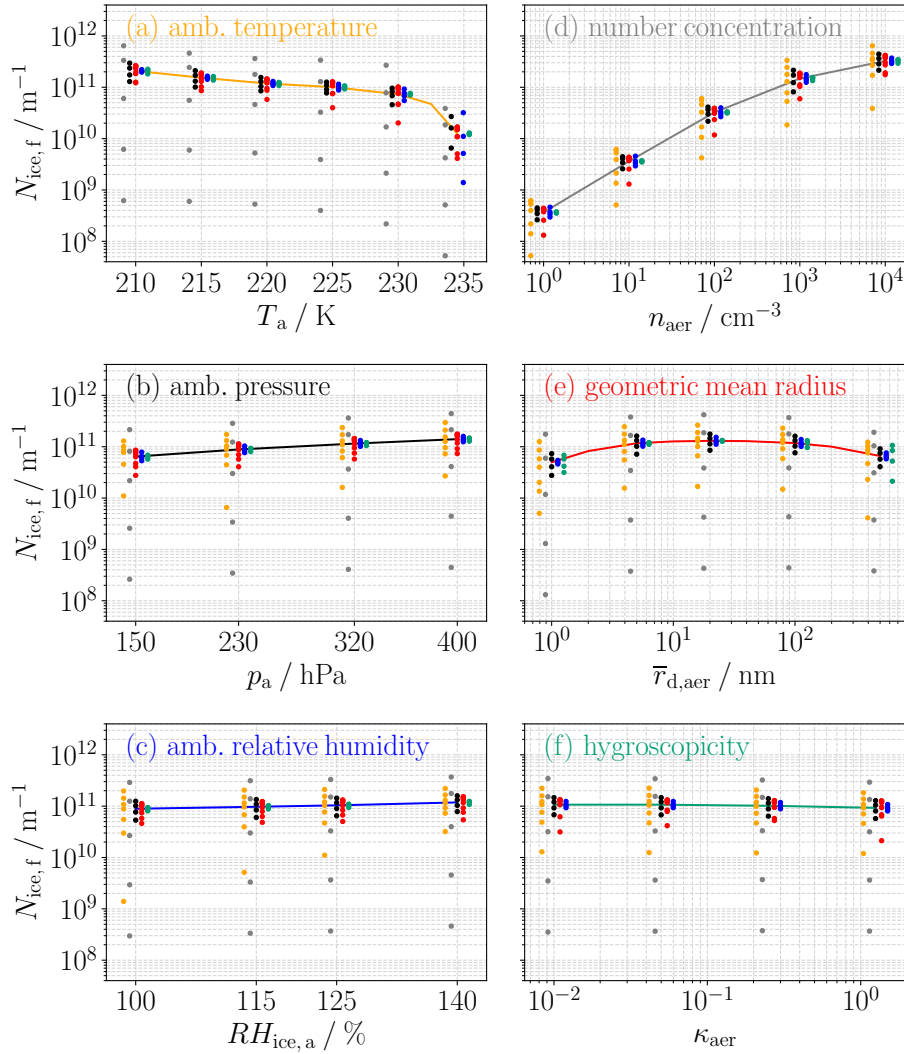 (a) amb. temperature
10^12
10^11
10^10
10^9
10^8
N_ice, f / m^−1
210 215 220 225 230 235
T_a / K
(d) number concentration
10^0 10^1 10^2 10^3 10^4
n_aer / cm^−3
(b) amb. pressure
10^12
10^11
10^10
10^9
10^8
N_ice, f / m^−1
150 230 320 400
p_a / hPa
(e) geometric mean radius
10^0 10^1 10^2
r̅_d,aer / nm
(c) amb. relative humidity
10^12
10^11
10^10
10^9
10^8
N_ice, f / m^−1
100 115 125 140
RH_ice, a / %
(f) hygroscopicity
10^−2 10^−1 10^0
κ_aer